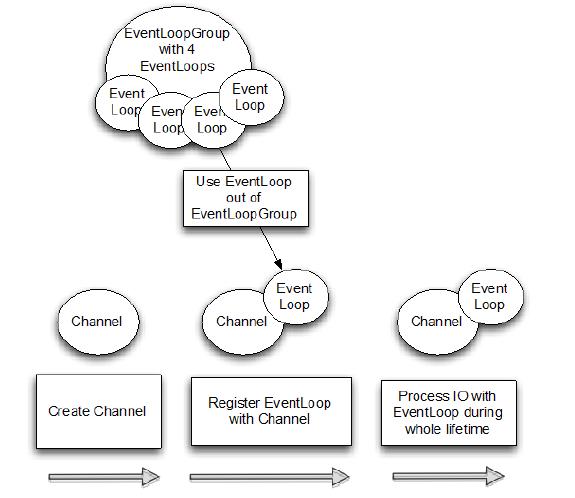 EventLoopGroup
with 4
EventLoops
Event
Loop
Event
Loop
Event
Loop
Event
Loop
Use EventLoop
out of
EventLoopGroup
Channel
Channel
Event
Loop
Channel
Event
Loop
Create Channel
Register EventLoop
with Channel
Process IO with
EventLoop during
whole lifetime